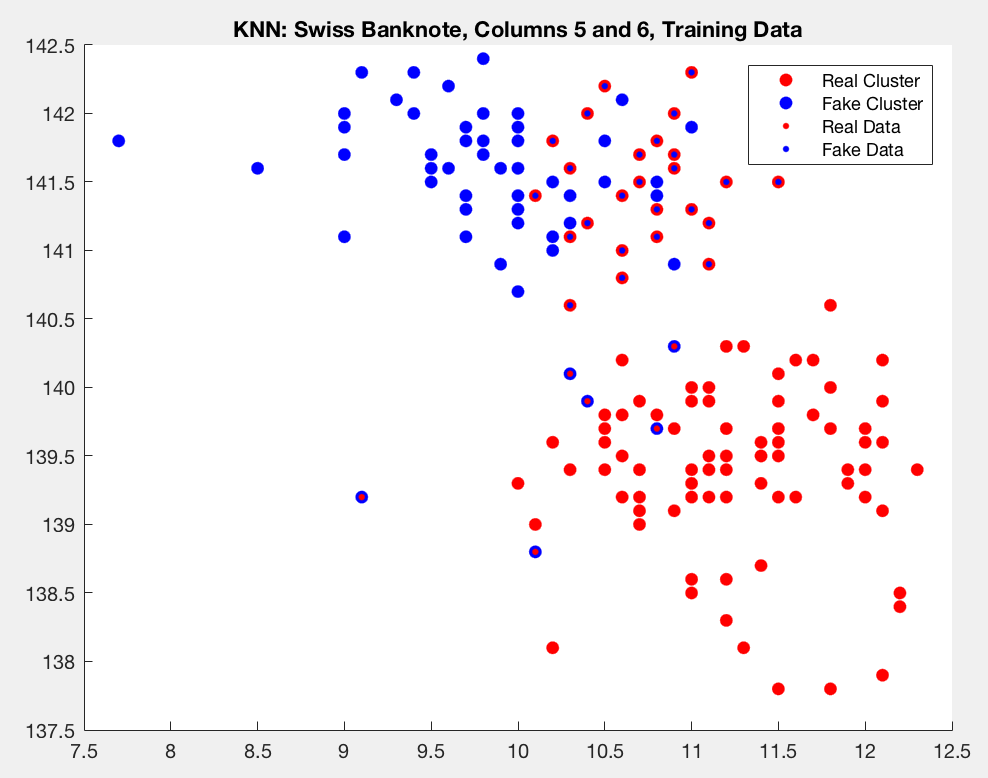 KNN: Swiss Banknote, Columns 5 and 6, Training Data
142.5
142
141.5
141
140.5
140
139.5
139
138.5
138
137.5
Real Cluster
Fake Cluster
Real Data
Fake Data
7.5 8 8.5 9 9.5 10 10.5 11 11.5 12 12.5